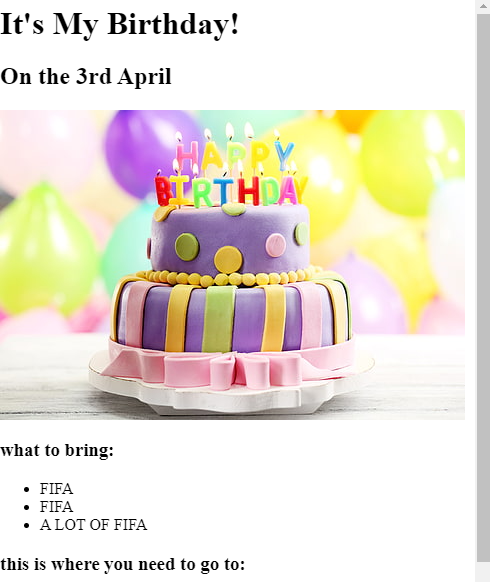 It's My Birthday!
On the 3rd April
HAPPY
BIRTHDAY
what to bring:
FIFA
FIFA
A LOT OF FIFA
this is where you need to go to: